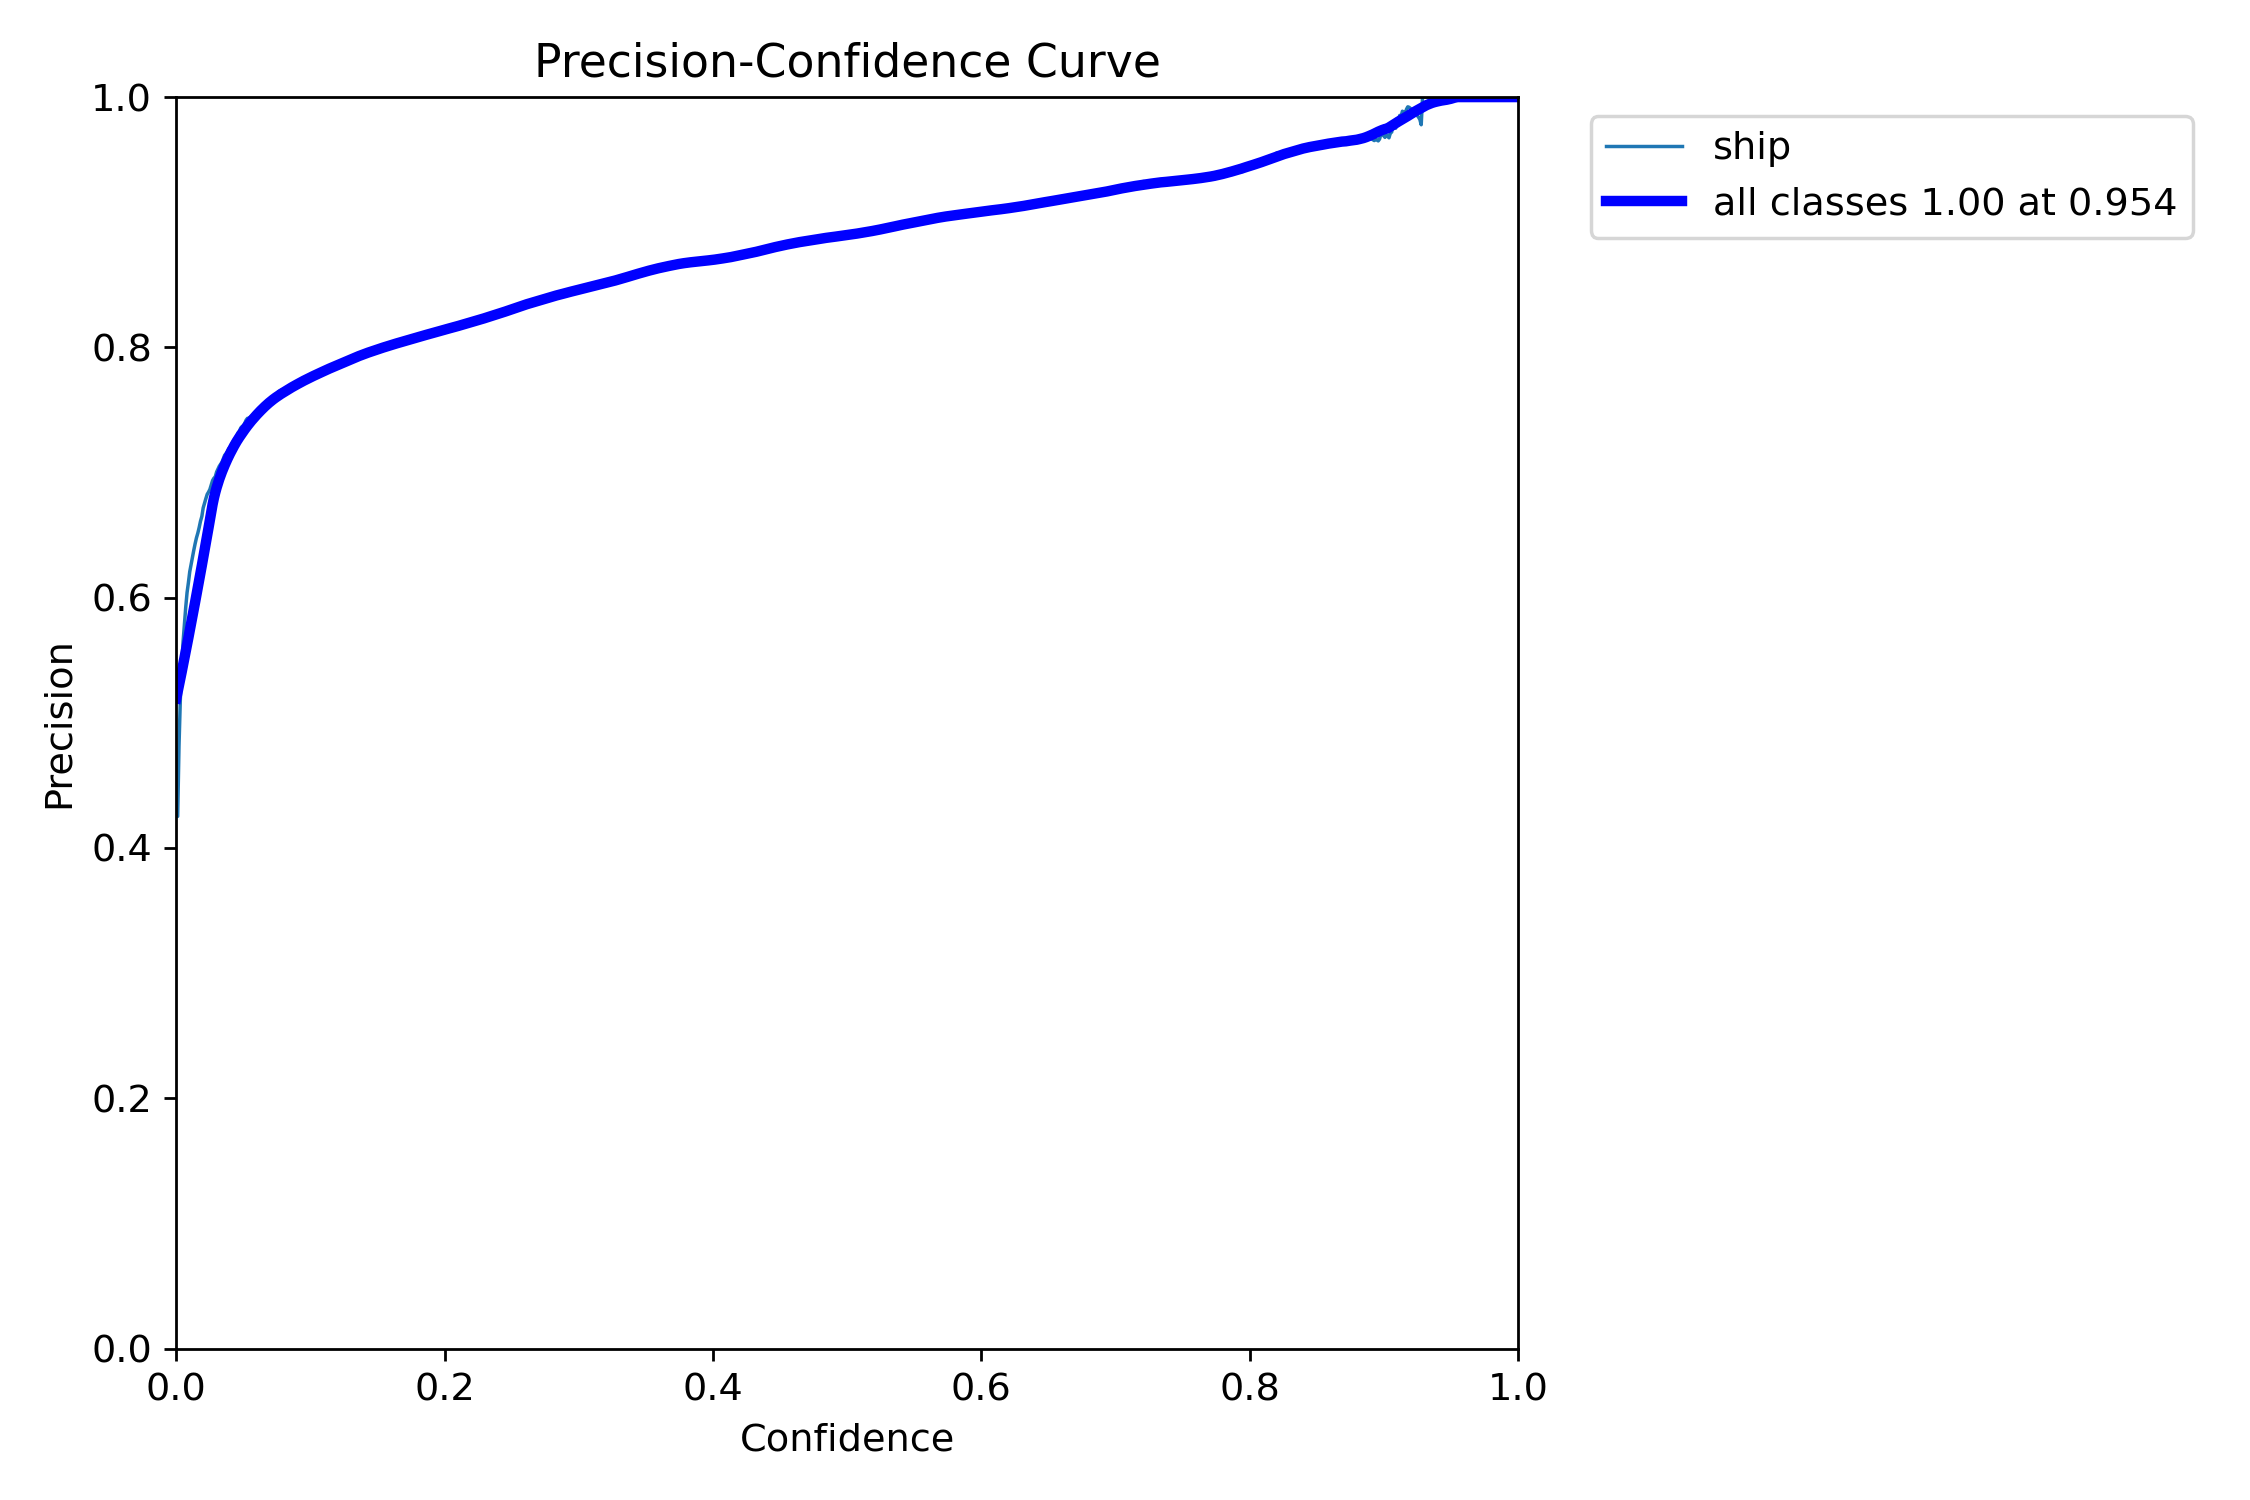 Precision-Confidence Curve
1.0
0.8
0.6
0.4
0.2
0.0
Precision
0.0 0.2 0.4 0.6 0.8 1.0
Confidence
ship
all classes 1.00 at 0.954